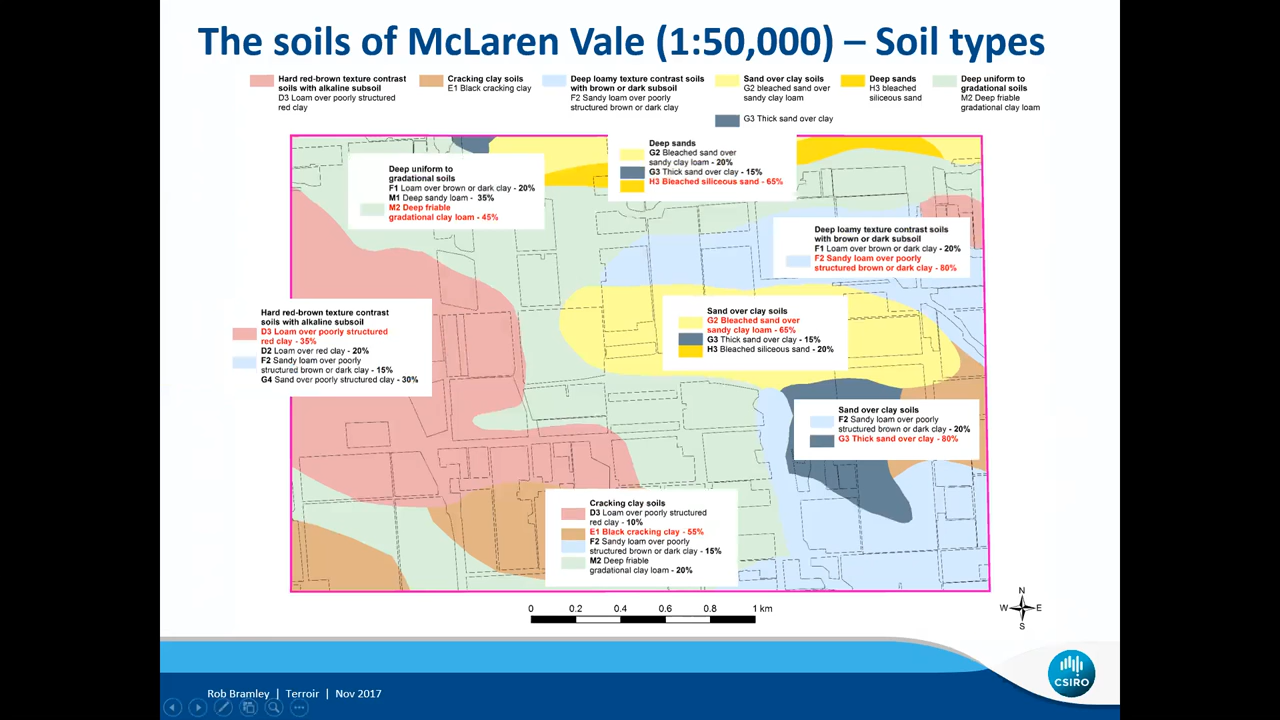 The soils of McLaren Vale (1:50,000) – Soil types
Hard red-brown texture contrast
soils with alkaline subsoil
D3 Loam over poorly structured
red clay
Cracking clay soils
E1 Black cracking clay
Deep loamy texture contrast soils
with brown or dark subsoil
F2 Sandy loam over poorly
structured brown or dark clay
Sand over clay soils
G2 bleached sand over
sandy clay loam
G3 Thick sand over clay
Deep sands
H3 bleached
siliceous sand
Deep uniform to
gradational soils
M2 Deep friable
gradational clay loam
Deep uniform to
gradational soils
F1 Loam over brown or dark clay - 20%
M1 Deep sandy loam - 35%
M2 Deep friable
gradational clay loam - 45%
Deep sands
G2 Bleached sand over
sandy clay loam - 20%
G3 Thick sand over clay - 15%
H3 Bleached siliceous sand - 65%
Deep loamy texture contrast soils
with brown or dark subsoil
F1 Loam over brown or dark clay - 20%
F2 Sandy loam over poorly
structured brown or dark clay - 80%
Hard red-brown texture contrast
soils with alkaline subsoil
D3 Loam over poorly structured
red clay - 35%
D2 Loam over red clay - 20%
F2 Sandy loam over poorly
structured brown or dark clay - 15%
G4 Sand over poorly structured clay - 30%
Sand over clay soils
G2 Bleached sand over
sandy clay loam - 65%
G3 Thick sand over clay - 15%
H3 Bleached siliceous sand - 20%
Sand over clay soils
F2 Sandy loam over poorly
structured brown or dark clay - 20%
G3 Thick sand over clay - 80%
Cracking clay soils
D3 Loam over poorly structured
red clay - 10%
E1 Black cracking clay - 55%
F2 Sandy loam over poorly
structured brown or dark clay - 15%
M2 Deep friable
gradational clay loam - 20%
0 0.2 0.4 0.6 0.8 1 km
N
W E
S
CSIRO
Rob Bramley | Terroir | Nov 2017